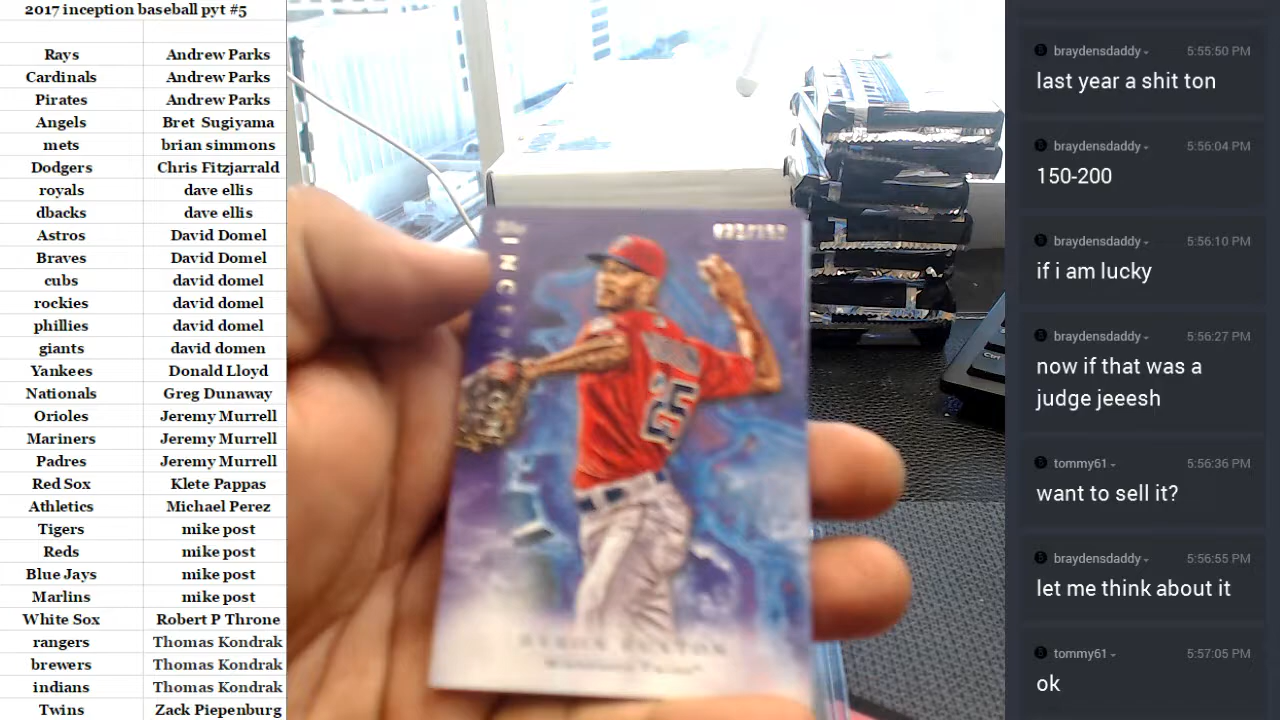 2017 inception baseball pyt #5
Rays Andrew Parks
Cardinals Andrew Parks
Pirates Andrew Parks
Angels Bret Sugiyama
mets brian simmons
Dodgers Chris Fitzjarrald
royals dave ellis
dbacks dave ellis
Astros David Domel
Braves David Domel
cubs david domel
rockies david domel
phillies david domel
giants david domen
Yankees Donald Lloyd
Nationals Greg Dunaway
Orioles Jeremy Murrell
Mariners Jeremy Murrell
Padres Jeremy Murrell
Red Sox Klete Pappas
Athletics Michael Perez
Tigers mike post
Reds mike post
Blue Jays mike post
Marlins mike post
White Sox Robert P Throne
rangers Thomas Kondrak
brewers Thomas Kondrak
indians Thomas Kondrak
Twins Zack Piepenburg
25
BYRON BUXTON
Minnesota Twins
Ctrl
braydensdaddy 5:55:50 PM
last year a shit ton
braydensdaddy 5:56:04 PM
150-200
braydensdaddy 5:56:10 PM
if i am lucky
braydensdaddy 5:56:27 PM
now if that was a
judge jeeesh
tommy61 5:56:36 PM
want to sell it?
braydensdaddy 5:56:55 PM
let me think about it
tommy61 5:57:05 PM
ok